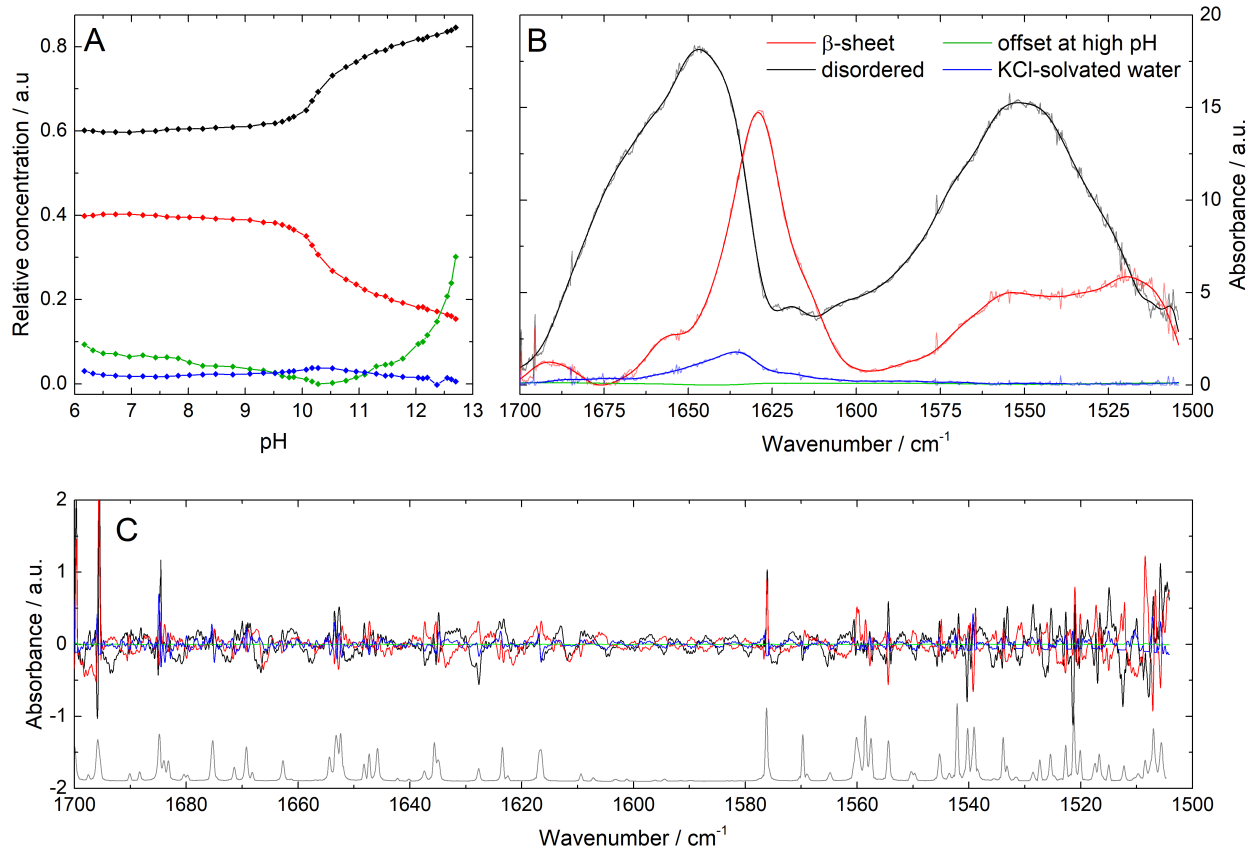 A
Relative concentration / a.u
0.8
0.6
0.4
0.2
0.0
6 7 8 9 10 11 12 13
pH
B
β-sheet offset at high pH
disordered KCl-solvated water
20
15
10
5
0
Absorbance / a.u.
1700 1675 1650 1625 1600 1575 1550 1525 1500
Wavenumber / cm⁻¹
C
Absorbance / a.u.
2
1
0
-1
-2
1700 1680 1660 1640 1620 1600 1580 1560 1540 1520 1500
Wavenumber / cm⁻¹